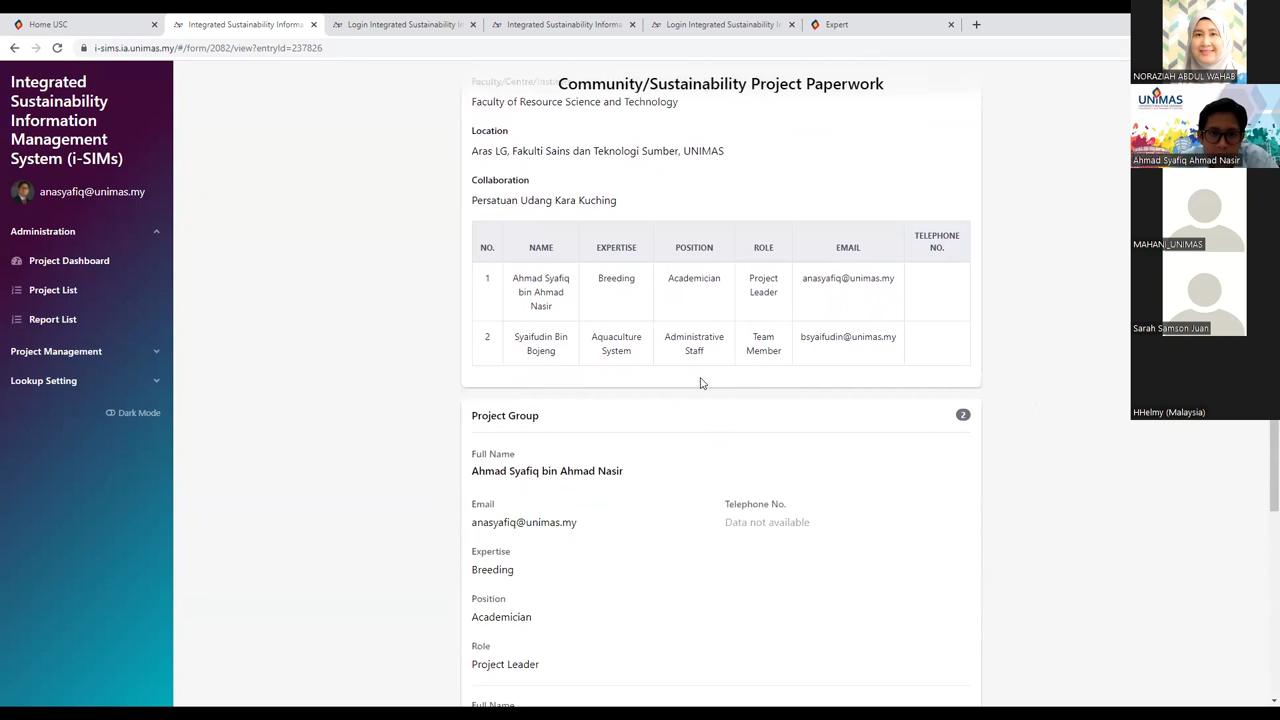 Home USC
Integrated Sustainability Informa
Login Integrated Sustainability In
Integrated Sustainability Informa
Login Integrated Sustainability In
Expert
i-sims.ia.unimas.my/#/form/2082/view?entryId=237826
Integrated
Sustainability
Information
Management
System (i-SIMs)
anasyafiq@unimas.my
Administration
Project Dashboard
Project List
Report List
Project Management
Lookup Setting
Dark Mode
Community/Sustainability Project Paperwork
Faculty/Centre/Insti
Faculty of Resource Science and Technology
Location
Aras LG, Fakulti Sains dan Teknologi Sumber, UNIMAS
Collaboration
Persatuan Udang Kara Kuching
NO. NAME EXPERTISE POSITION ROLE EMAIL TELEPHONE NO.
1 Ahmad Syafiq bin Ahmad Nasir Breeding Academician Project Leader anasyafiq@unimas.my
2 Syaifudin Bin Bojeng Aquaculture System Administrative Staff Team Member bsyaifudin@unimas.my
Project Group 2
Full Name
Ahmad Syafiq bin Ahmad Nasir
Email Telephone No.
anasyafiq@unimas.my Data not available
Expertise
Breeding
Position
Academician
Role
Project Leader
Full Name
NORAZIAH ABDUL WAHAB
UNIMAS
Ahmad Syafiq Ahmad Nasir
MAHANI_UNIMAS
Sarah Samson Juan
HHelmy (Malaysia)